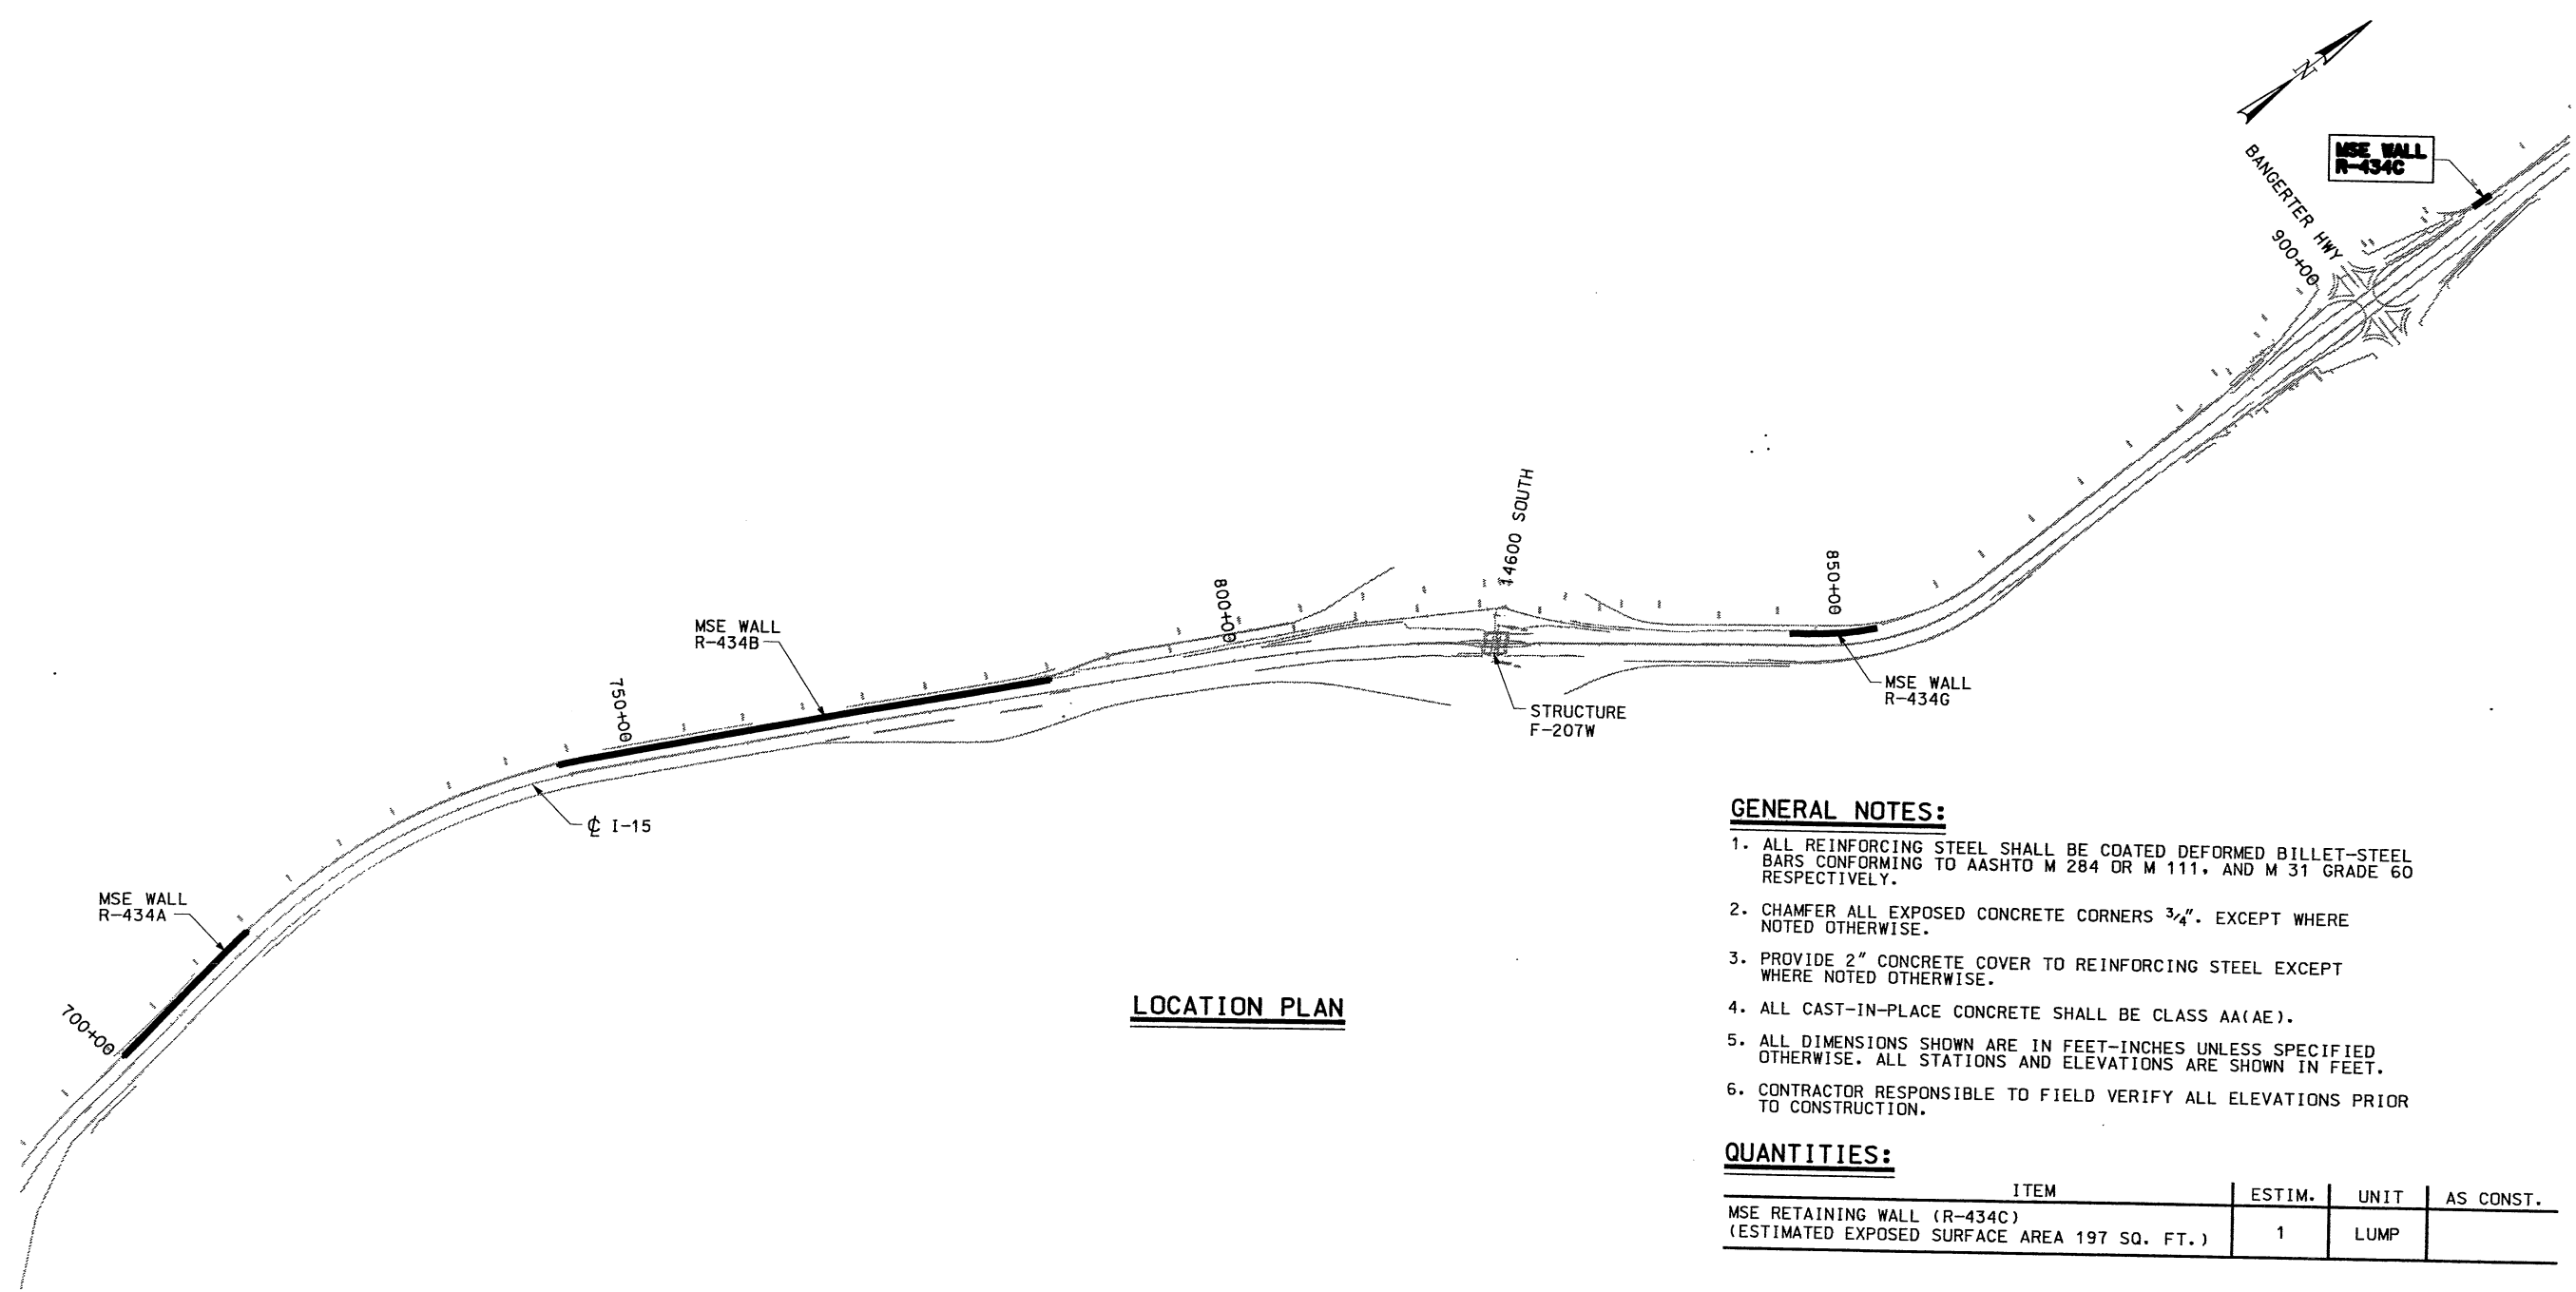 N
BANGERTER HWY
900+00
MSE WALL
R-434C
14600 SOUTH
850+00
800+00
MSE WALL
R-434B
750+00
MSE WALL
R-434G
STRUCTURE
F-207W
℄ I-15
MSE WALL
R-434A
700+00
LOCATION PLAN
GENERAL NOTES:
1. ALL REINFORCING STEEL SHALL BE COATED DEFORMED BILLET-STEEL
BARS CONFORMING TO AASHTO M 284 OR M 111, AND M 31 GRADE 60
RESPECTIVELY.
2. CHAMFER ALL EXPOSED CONCRETE CORNERS 3/4". EXCEPT WHERE
NOTED OTHERWISE.
3. PROVIDE 2" CONCRETE COVER TO REINFORCING STEEL EXCEPT
WHERE NOTED OTHERWISE.
4. ALL CAST-IN-PLACE CONCRETE SHALL BE CLASS AA(AE).
5. ALL DIMENSIONS SHOWN ARE IN FEET-INCHES UNLESS SPECIFIED
OTHERWISE. ALL STATIONS AND ELEVATIONS ARE SHOWN IN FEET.
6. CONTRACTOR RESPONSIBLE TO FIELD VERIFY ALL ELEVATIONS PRIOR
TO CONSTRUCTION.
QUANTITIES:
ITEM ESTIM. UNIT AS CONST.
MSE RETAINING WALL (R-434C)
(ESTIMATED EXPOSED SURFACE AREA 197 SQ. FT.) 1 LUMP